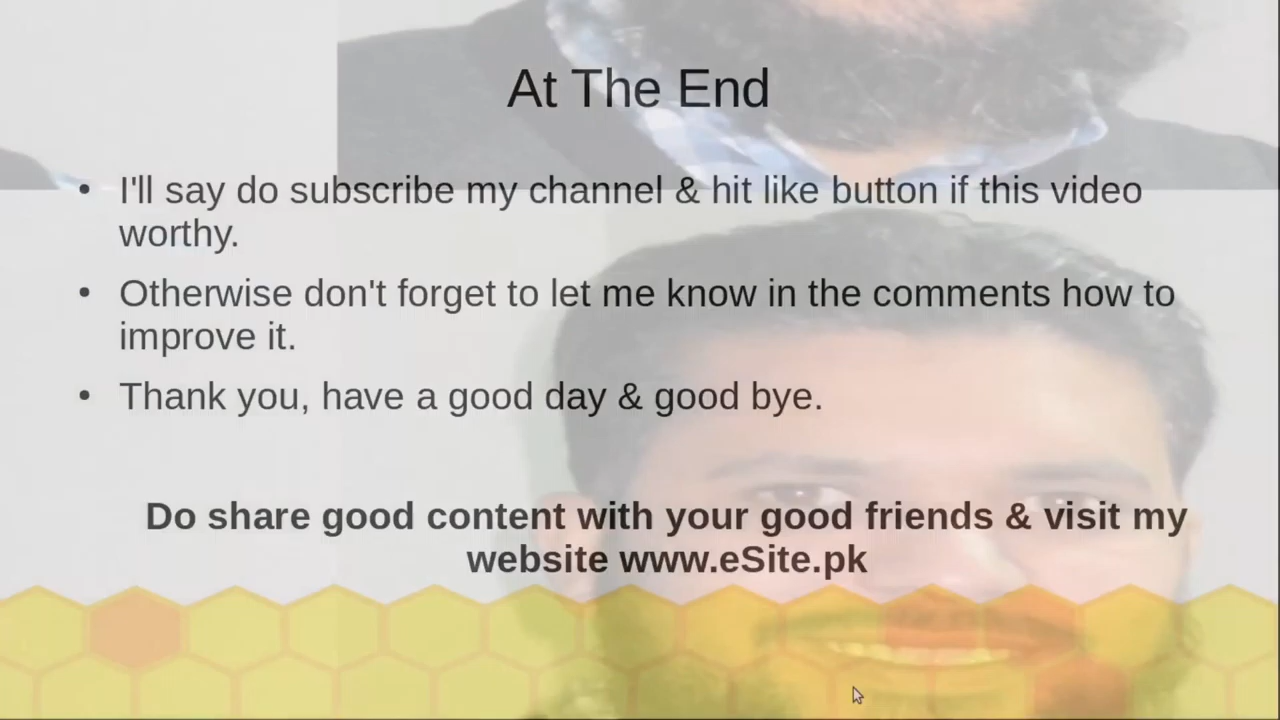 At The End
• I'll say do subscribe my channel & hit like button if this video
worthy.
• Otherwise don't forget to let me know in the comments how to
improve it.
• Thank you, have a good day & good bye.
Do share good content with your good friends & visit my
website www.eSite.pk